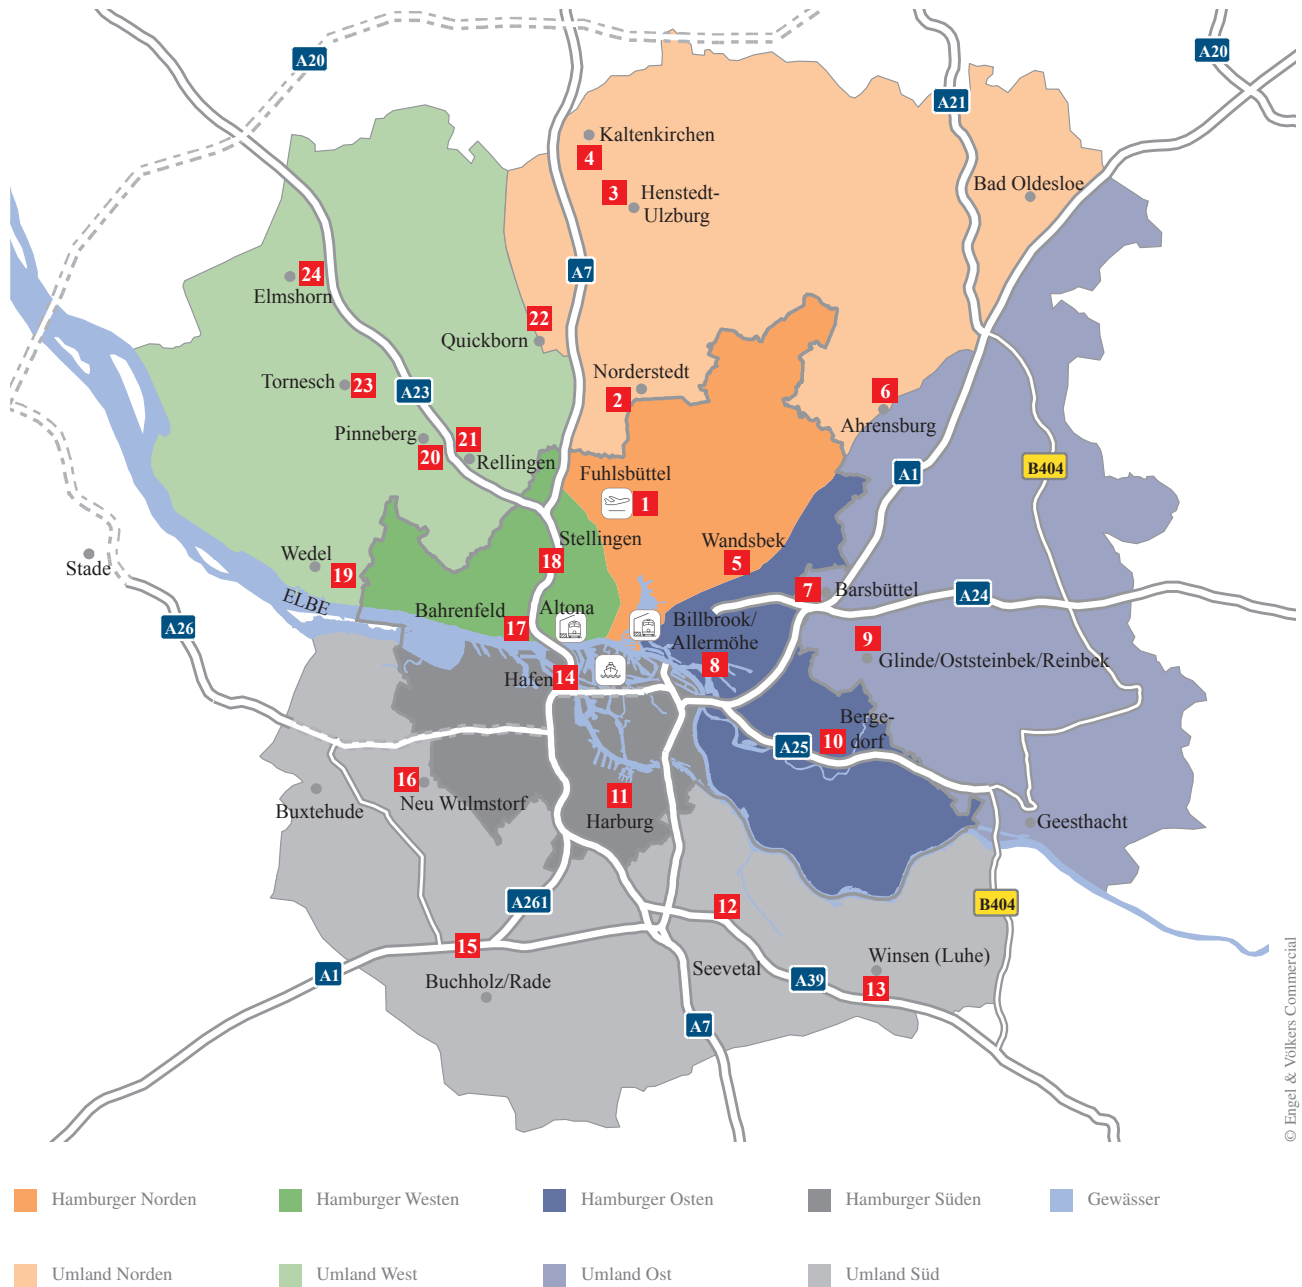 A20
A20
A21
Kaltenkirchen
4
3
Henstedt-
Ulzburg
Bad Oldesloe
24
Elmshorn
A7
22
Quickborn
Norderstedt
2
Tornesch
23
A23
6
Ahrensburg
Pinneberg
20
21
Rellingen
Fuhlsbüttel
1
A1
B404
Stellingen
18
Wandsbek
5
Stade
Wedel
19
ELBE
7
Barsbüttel
A24
A26
Bahrenfeld
17
Altona
Billbrook/
Allermöhe
8
9
Glinde/Oststeinbek/Reinbek
Hafen
14
Berge-
dorf
10
A25
16
Neu Wulmstorf
Buxtehude
11
Harburg
Geesthacht
A261
12
B404
15
Buchholz/Rade
A1
Seevetal
A39
Winsen (Luhe)
13
A7
© Engel & Völkers Commercial
Hamburger Norden
Hamburger Westen
Hamburger Osten
Hamburger Süden
Gewässer
Umland Norden
Umland West
Umland Ost
Umland Süd